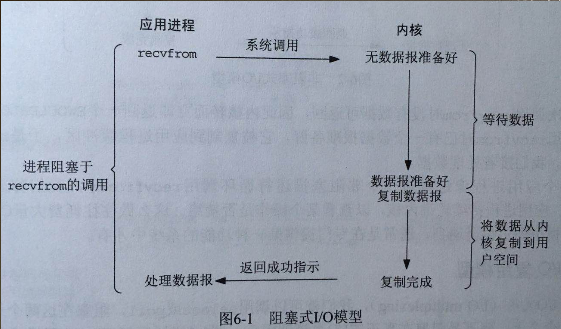 应用进程
内核
recvfrom
系统调用
无数据报准备好
等待数据
进程阻塞于
recvfrom的调用
数据报准备好
复制数据报
将数据从内
核复制到用
户空间
处理数据报
返回成功指示
复制完成
图6-1 阻塞式I/O模型